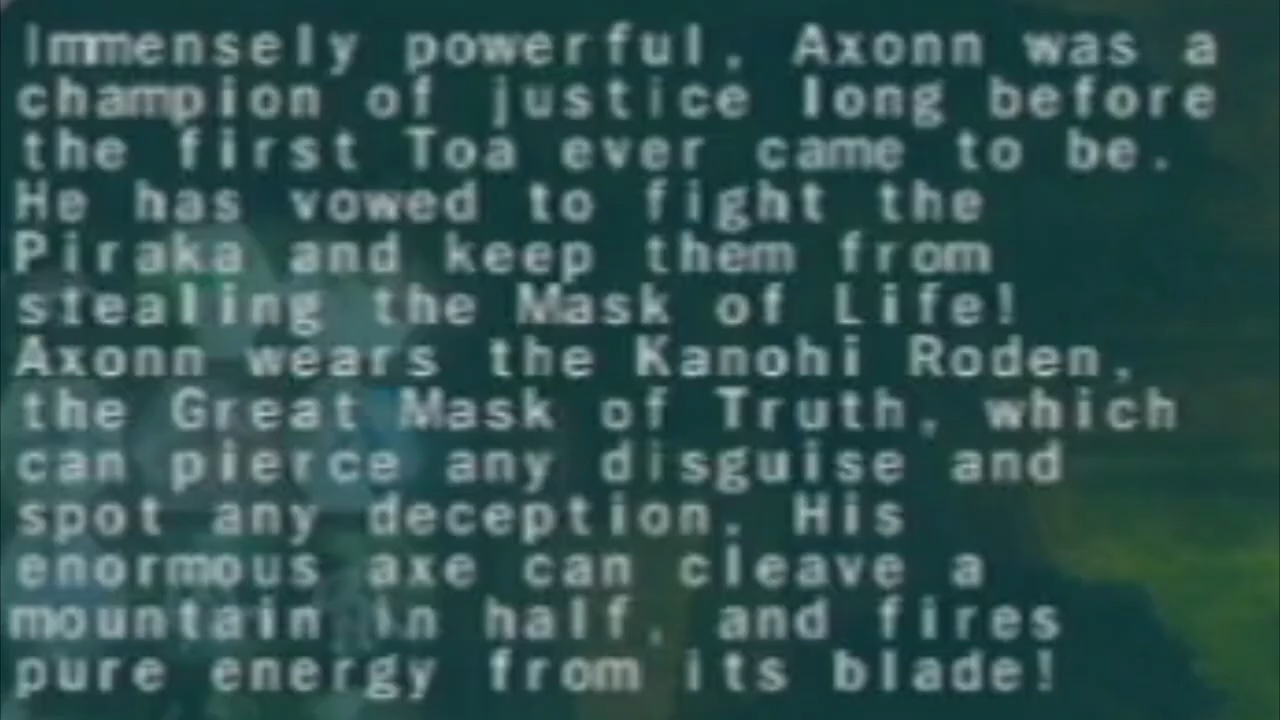 Immensely powerful, Axonn was a
champion of justice long before
the first Toa ever came to be.
He has vowed to fight the
Piraka and keep them from
stealing the Mask of Life!
Axonn wears the Kanohi Roden,
the Great Mask of Truth, which
can pierce any disguise and
spot any deception. His
enormous axe can cleave a
mountain in half, and fires
pure energy from its blade!